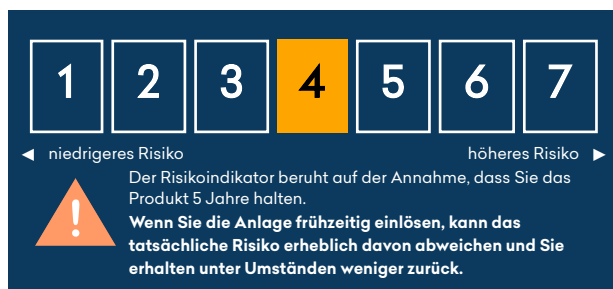 1 2 3 4 5 6 7
◀ niedrigeres Risiko höheres Risiko ▶
Der Risikoindikator beruht auf der Annahme, dass Sie das
Produkt 5 Jahre halten.
!
Wenn Sie die Anlage frühzeitig einlösen, kann das
tatsächliche Risiko erheblich davon abweichen und Sie
erhalten unter Umständen weniger zurück.